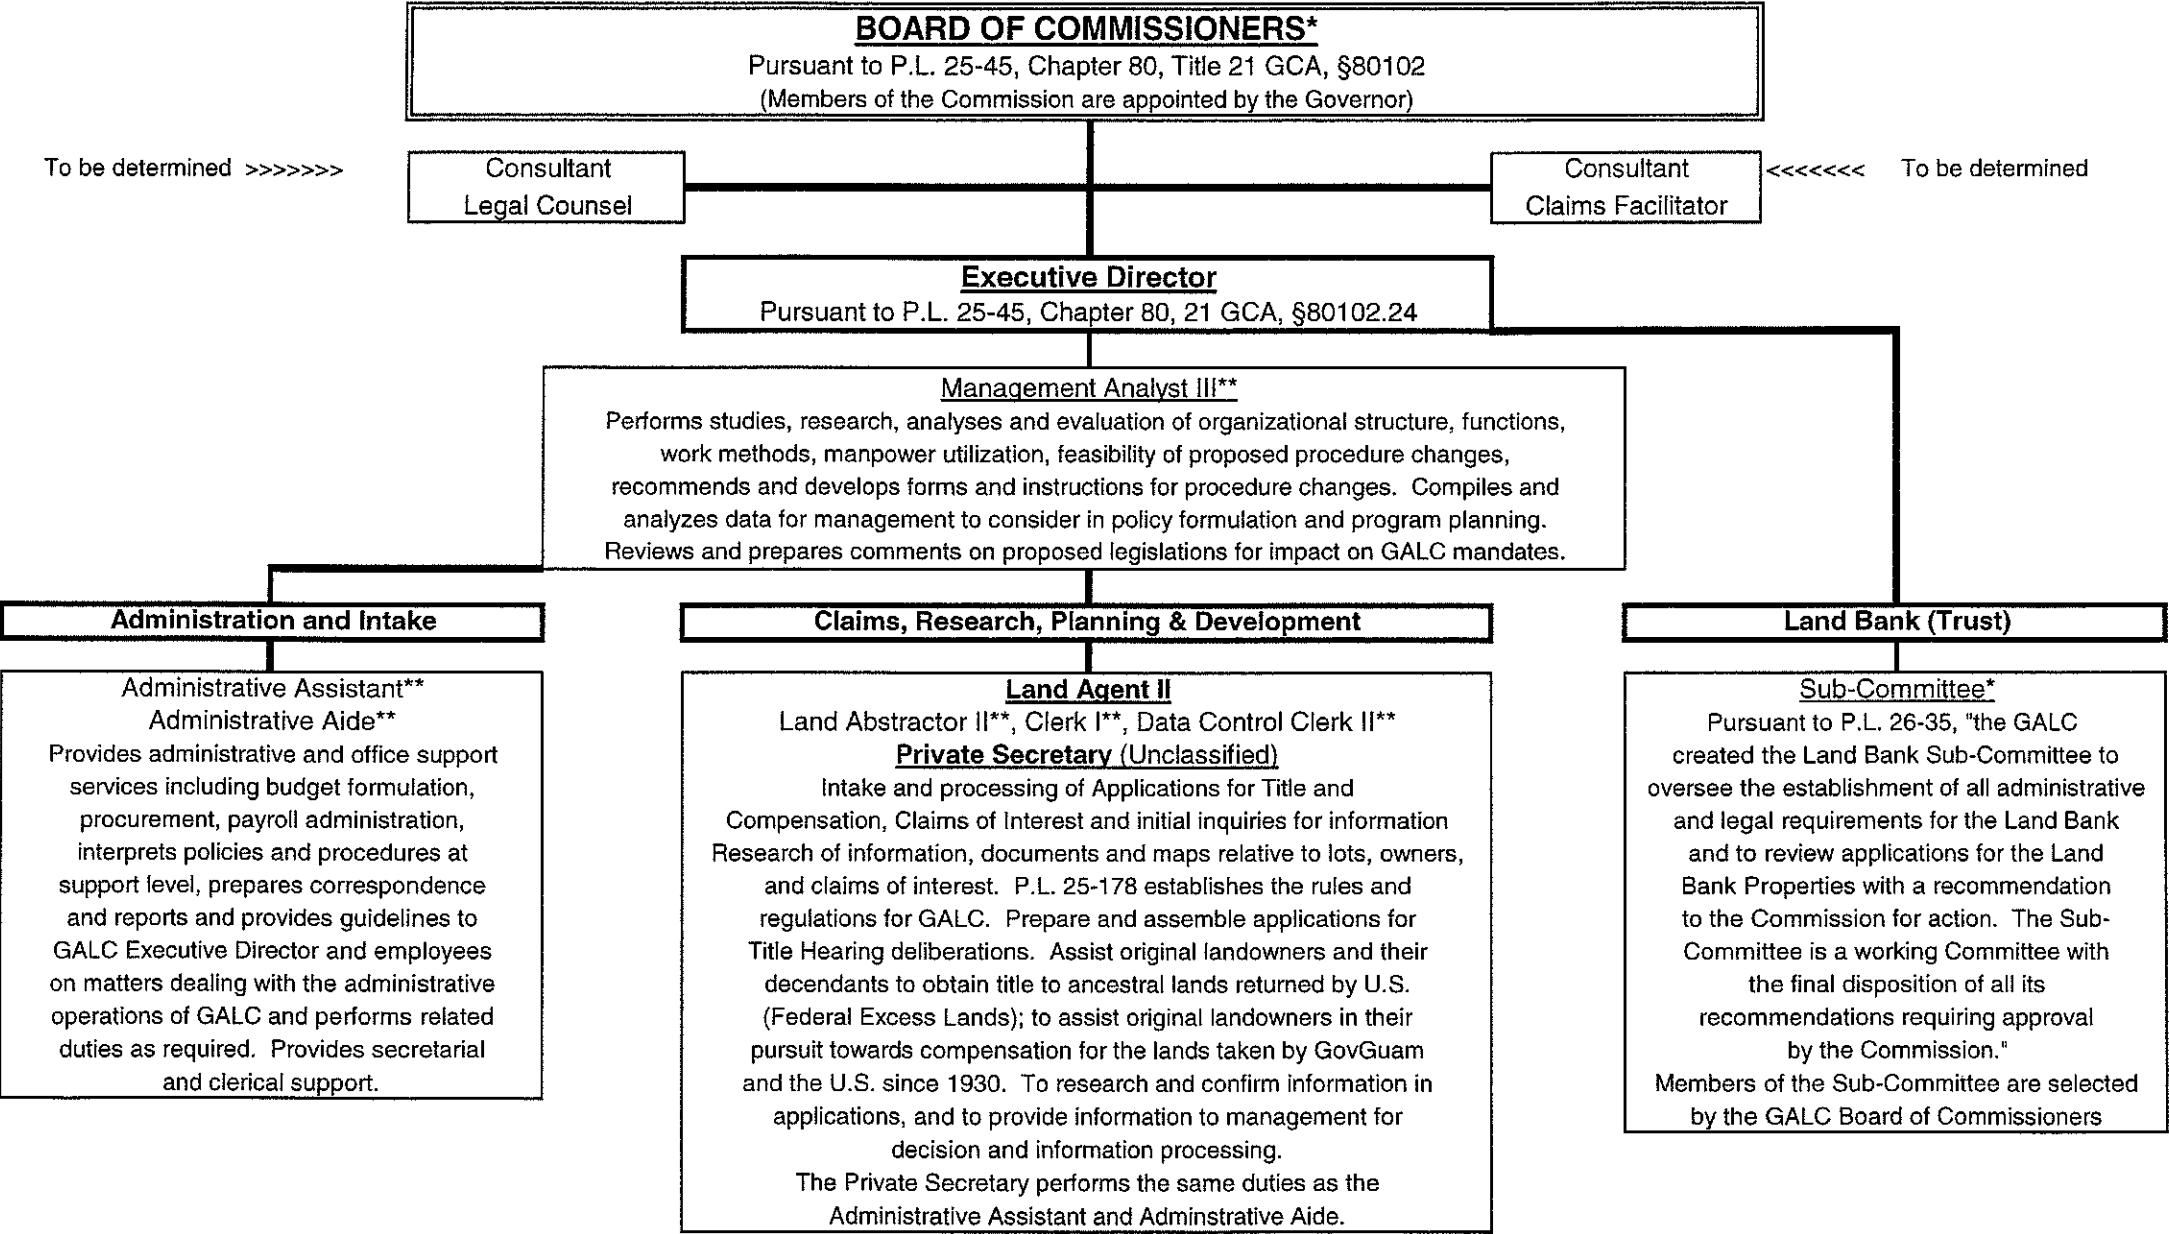 BOARD OF COMMISSIONERS*
Pursuant to P.L. 25-45, Chapter 80, Title 21 GCA, §80102
(Members of the Commission are appointed by the Governor)
To be determined >>>>>>>
Consultant
Legal Counsel
Consultant
Claims Facilitator
<<<<<<< To be determined
Executive Director
Pursuant to P.L. 25-45, Chapter 80, 21 GCA, §80102.24
Management Analyst III**
Performs studies, research, analyses and evaluation of organizational structure, functions,
work methods, manpower utilization, feasibility of proposed procedure changes,
recommends and develops forms and instructions for procedure changes. Compiles and
analyzes data for management to consider in policy formulation and program planning.
Reviews and prepares comments on proposed legislations for impact on GALC mandates.
Administration and Intake
Administrative Assistant**
Administrative Aide**
Provides administrative and office support
services including budget formulation,
procurement, payroll administration,
interprets policies and procedures at
support level, prepares correspondence
and reports and provides guidelines to
GALC Executive Director and employees
on matters dealing with the administrative
operations of GALC and performs related
duties as required. Provides secretarial
and clerical support.
Claims, Research, Planning & Development
Land Agent II
Land Abstractor II**, Clerk I**, Data Control Clerk II**
Private Secretary (Unclassified)
Intake and processing of Applications for Title and
Compensation, Claims of Interest and initial inquiries for information
Research of information, documents and maps relative to lots, owners,
and claims of interest. P.L. 25-178 establishes the rules and
regulations for GALC. Prepare and assemble applications for
Title Hearing deliberations. Assist original landowners and their
decendants to obtain title to ancestral lands returned by U.S.
(Federal Excess Lands); to assist original landowners in their
pursuit towards compensation for the lands taken by GovGuam
and the U.S. since 1930. To research and confirm information in
applications, and to provide information to management for
decision and information processing.
The Private Secretary performs the same duties as the
Administrative Assistant and Adminstrative Aide.
Land Bank (Trust)
Sub-Committee*
Pursuant to P.L. 26-35, "the GALC
created the Land Bank Sub-Committee to
oversee the establishment of all administrative
and legal requirements for the Land Bank
and to review applications for the Land
Bank Properties with a recommendation
to the Commission for action. The Sub-
Committee is a working Committee with
the final disposition of all its
recommendations requiring approval
by the Commission."
Members of the Sub-Committee are selected
by the GALC Board of Commissioners